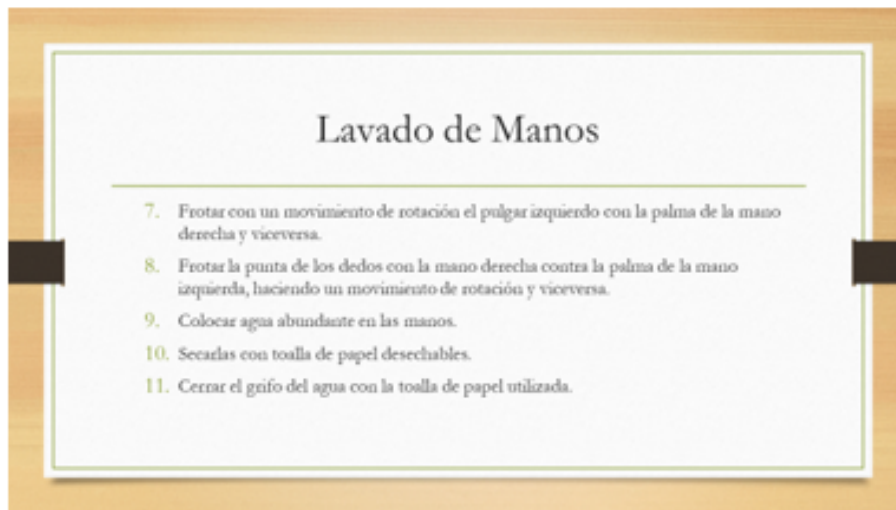 Lavado de Manos
7. Frotar con un movimiento de rotación el pulgar izquierdo con la palma de la mano
derecha y viceversa.
8. Frotar la punta de los dedos con la mano derecha contra la palma de la mano
izquierda, haciendo un movimiento de rotación y viceversa.
9. Colocar agua abundante en las manos.
10. Secarlas con toalla de papel desechables.
11. Cerrar el grifo del agua con la toalla de papel utilizada.